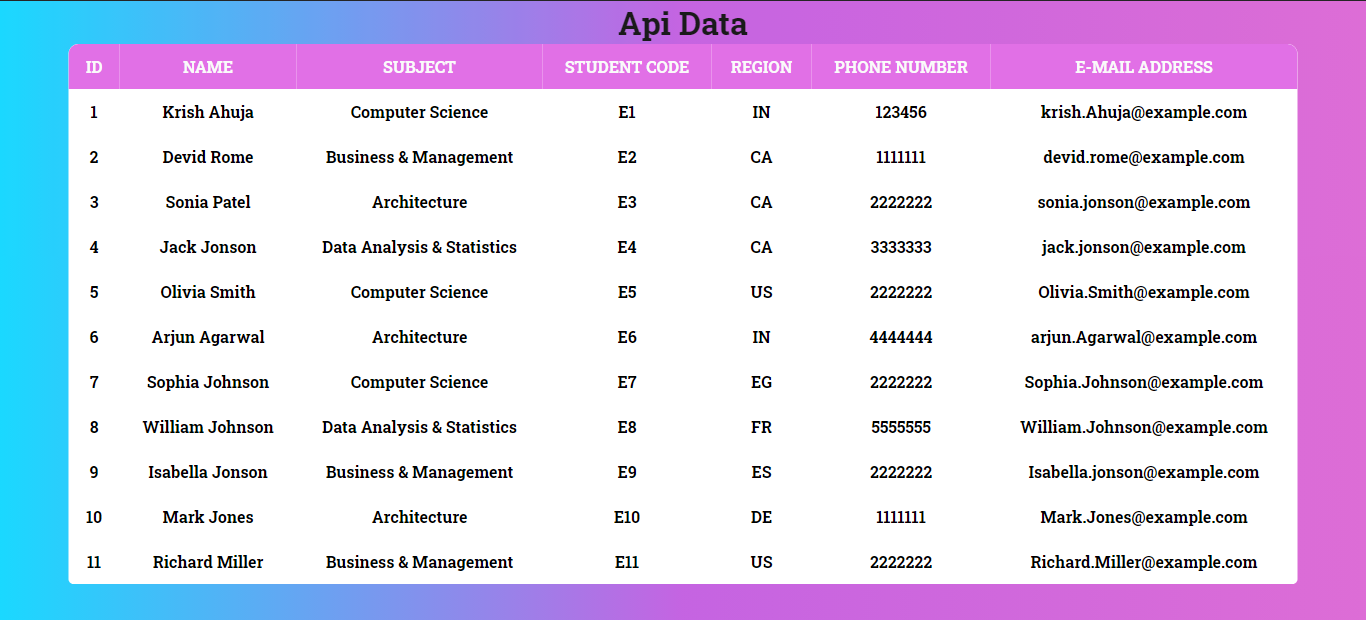 Api Data
ID NAME SUBJECT STUDENT CODE REGION PHONE NUMBER E-MAIL ADDRESS
1 Krish Ahuja Computer Science E1 IN 123456 krish.Ahuja@example.com
2 Devid Rome Business & Management E2 CA 1111111 devid.rome@example.com
3 Sonia Patel Architecture E3 CA 2222222 sonia.jonson@example.com
4 Jack Jonson Data Analysis & Statistics E4 CA 3333333 jack.jonson@example.com
5 Olivia Smith Computer Science E5 US 2222222 Olivia.Smith@example.com
6 Arjun Agarwal Architecture E6 IN 4444444 arjun.Agarwal@example.com
7 Sophia Johnson Computer Science E7 EG 2222222 Sophia.Johnson@example.com
8 William Johnson Data Analysis & Statistics E8 FR 5555555 William.Johnson@example.com
9 Isabella Jonson Business & Management E9 ES 2222222 Isabella.jonson@example.com
10 Mark Jones Architecture E10 DE 1111111 Mark.Jones@example.com
11 Richard Miller Business & Management E11 US 2222222 Richard.Miller@example.com